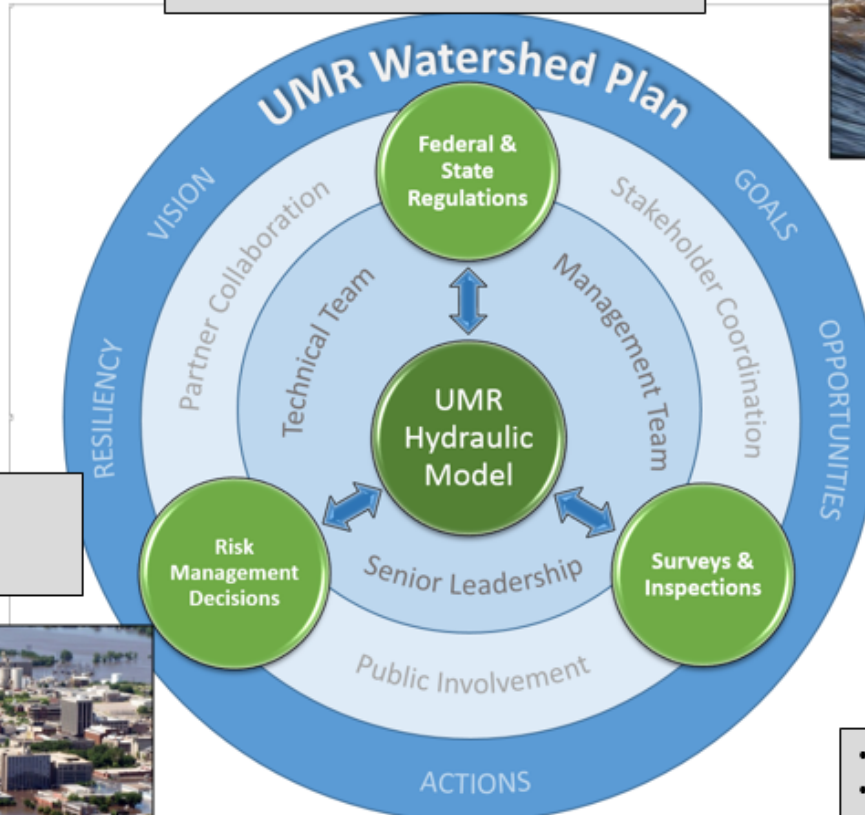 UMR Watershed Plan
VISION
GOALS
RESILIENCY
OPPORTUNITIES
ACTIONS
Partner Collaboration
Stakeholder Coordination
Public Involvement
Technical Team
Management Team
Senior Leadership
Federal &
State
Regulations
UMR
Hydraulic
Model
Risk
Management
Decisions
Surveys &
Inspections